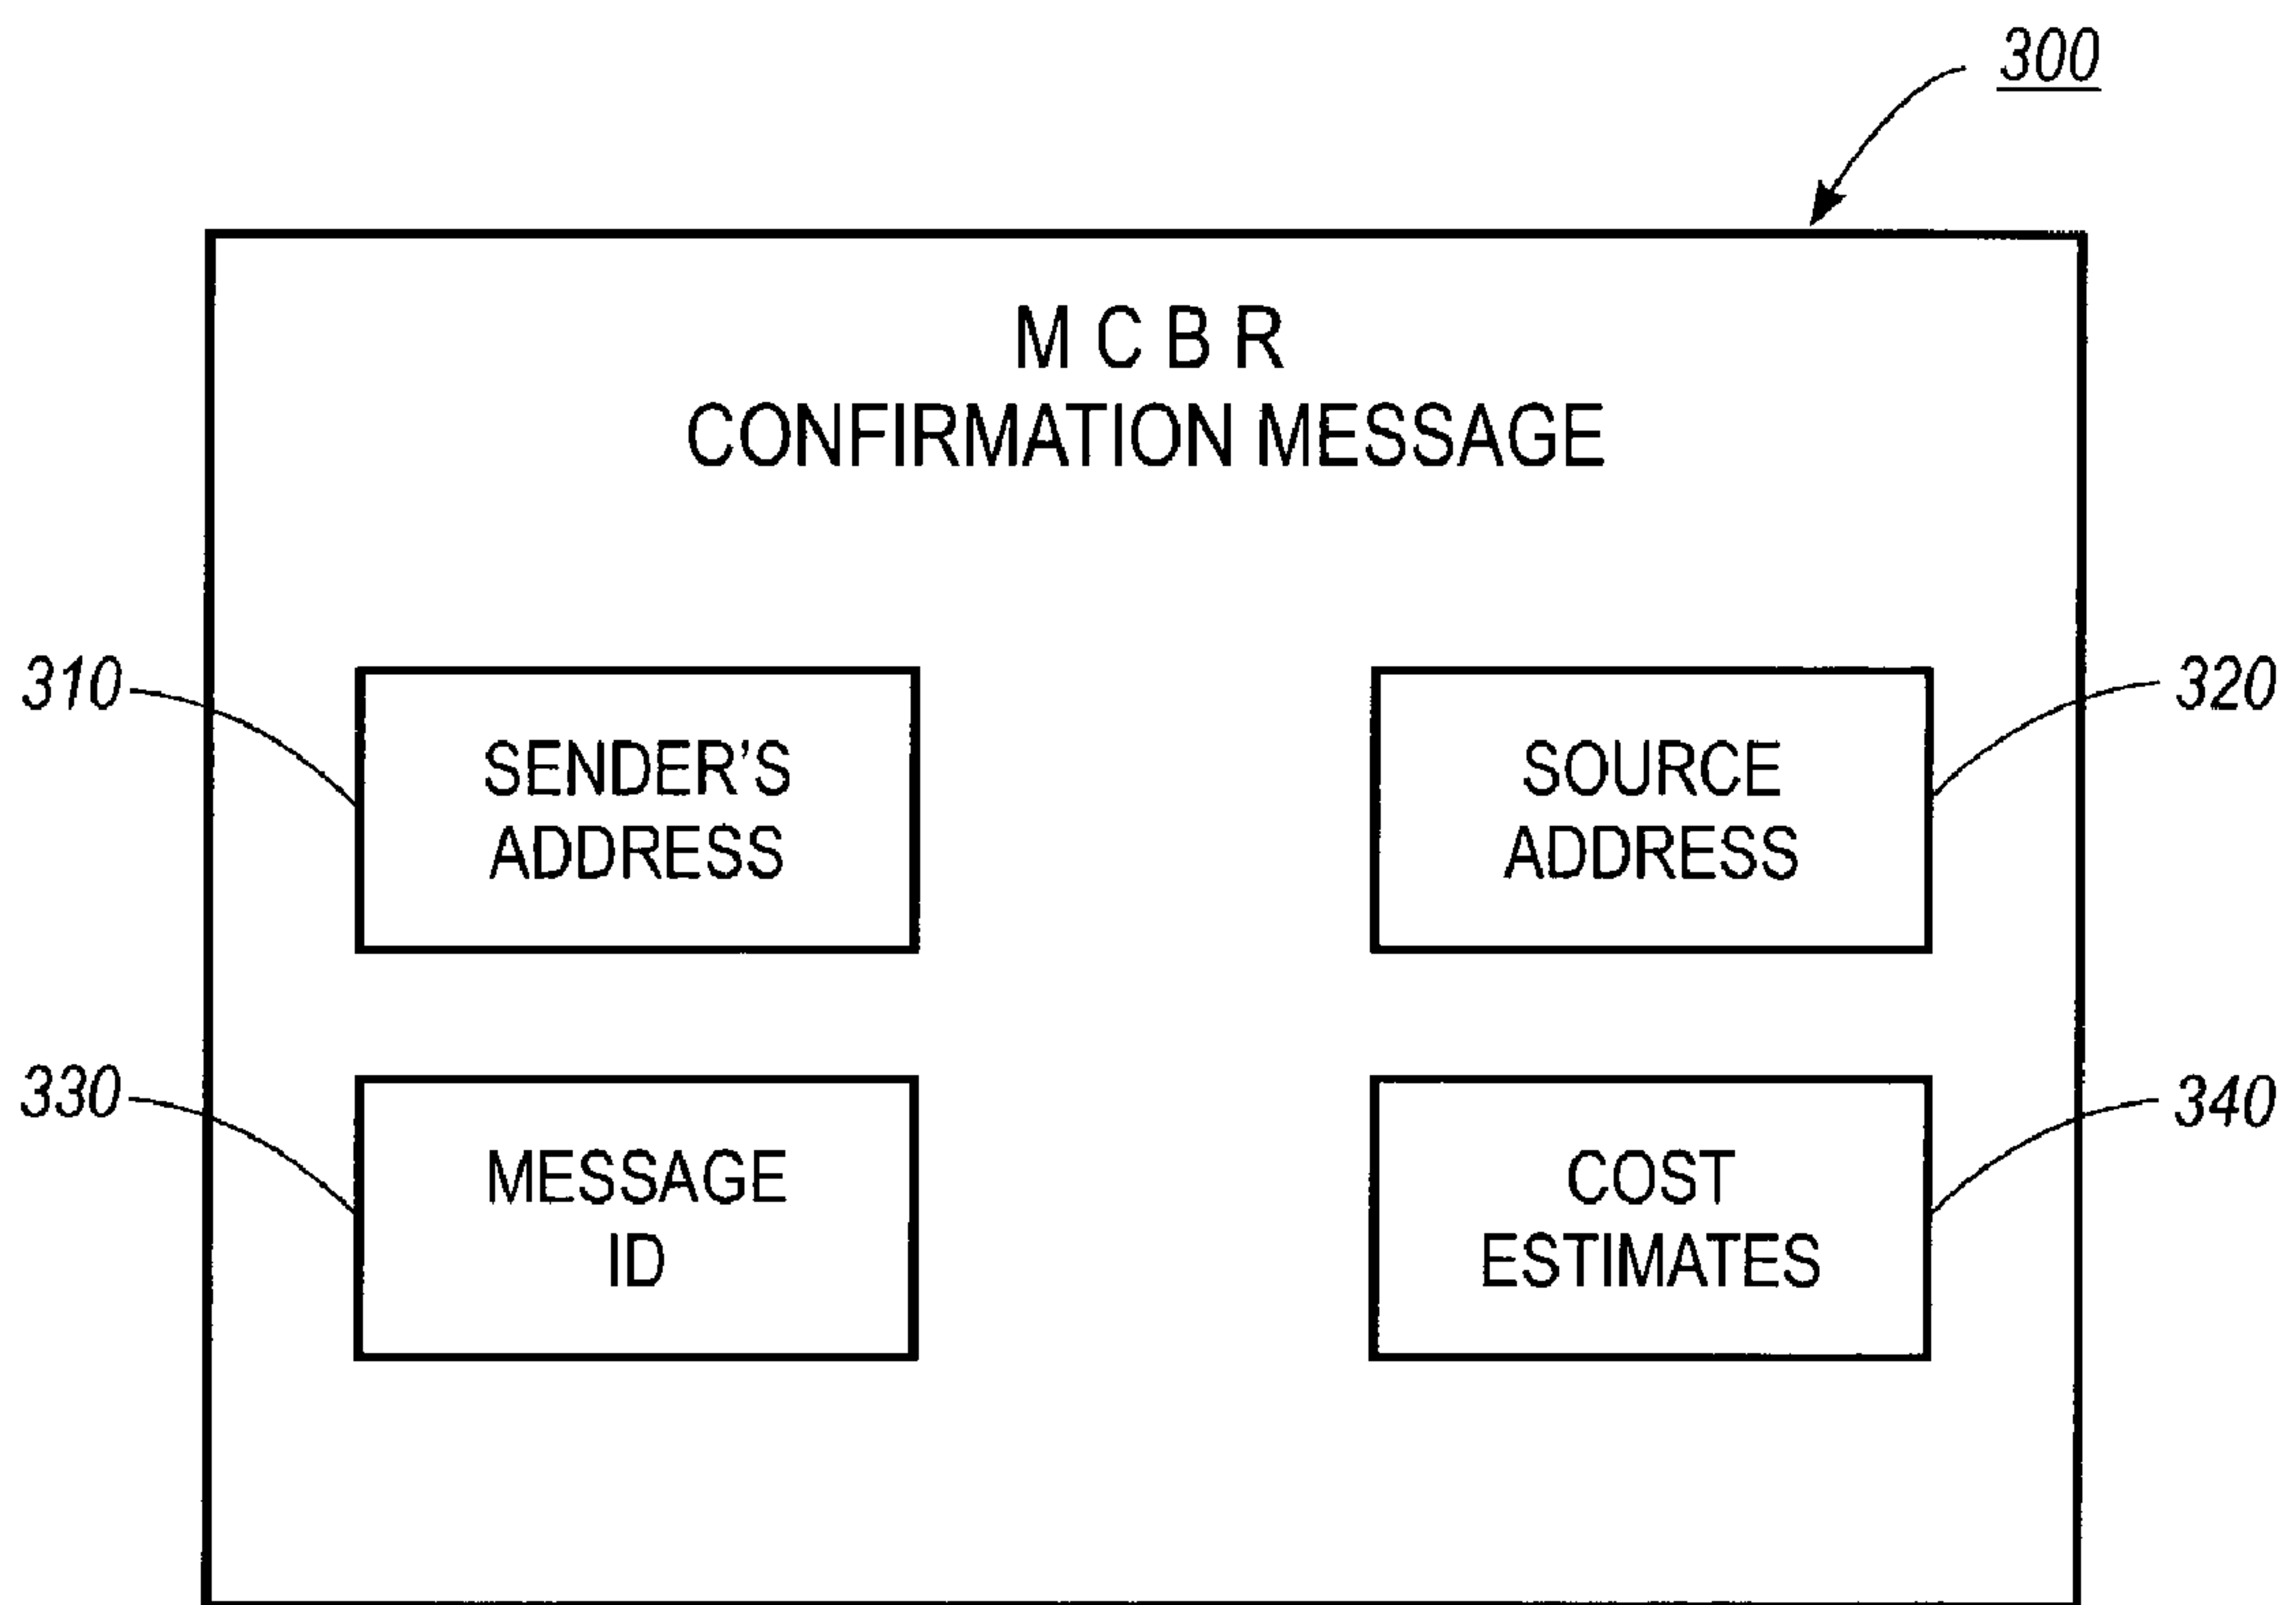 300
M C B R
CONFIRMATION MESSAGE
310
SENDER'S
ADDRESS
SOURCE
ADDRESS
320
330
MESSAGE
ID
COST
ESTIMATES
340